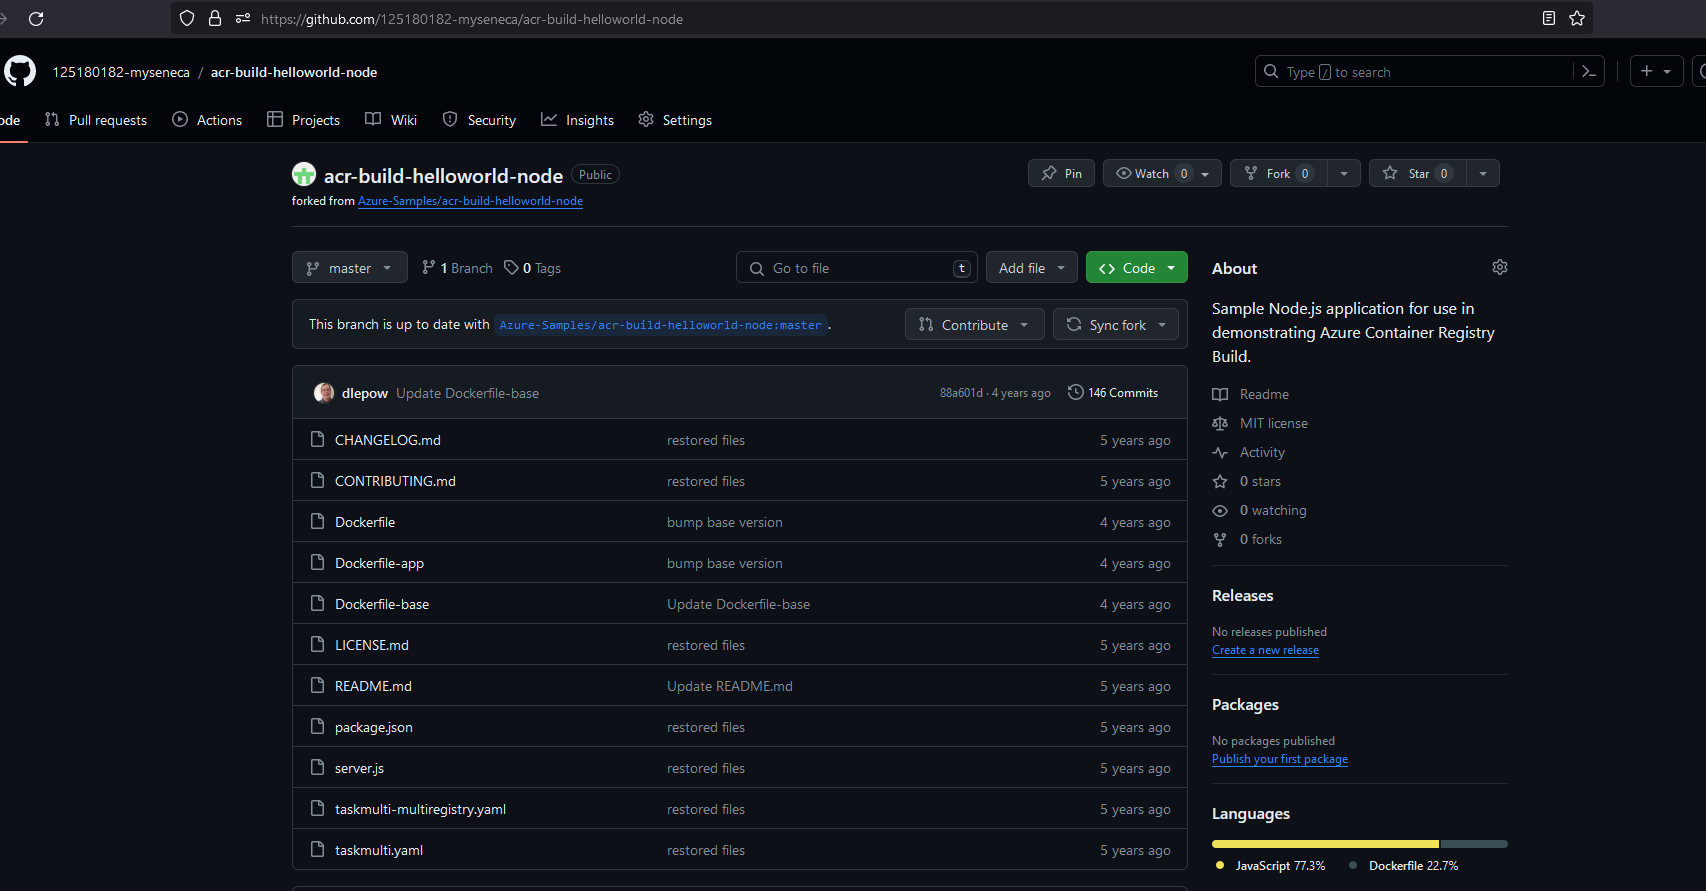 https://github.com/125180182-myseneca/acr-build-helloworld-node
125180182-myseneca / acr-build-helloworld-node
Type / to search
ode Pull requests Actions Projects Wiki Security Insights Settings
acr-build-helloworld-node Public
Pin Watch 0 Fork 0 Star 0
forked from Azure-Samples/acr-build-helloworld-node
master 1 Branch 0 Tags Go to file t Add file <> Code
This branch is up to date with Azure-Samples/acr-build-helloworld-node:master .
Contribute Sync fork
dlepow Update Dockerfile-base 88a601d · 4 years ago 146 Commits
CHANGELOG.md restored files 5 years ago
CONTRIBUTING.md restored files 5 years ago
Dockerfile bump base version 4 years ago
Dockerfile-app bump base version 4 years ago
Dockerfile-base Update Dockerfile-base 4 years ago
LICENSE.md restored files 5 years ago
README.md Update README.md 5 years ago
package.json restored files 5 years ago
server.js restored files 5 years ago
taskmulti-multiregistry.yaml restored files 5 years ago
taskmulti.yaml restored files 5 years ago
About
Sample Node.js application for use in
demonstrating Azure Container Registry
Build.
Readme
MIT license
Activity
0 stars
0 watching
0 forks
Releases
No releases published
Create a new release
Packages
No packages published
Publish your first package
Languages
JavaScript 77.3% Dockerfile 22.7%